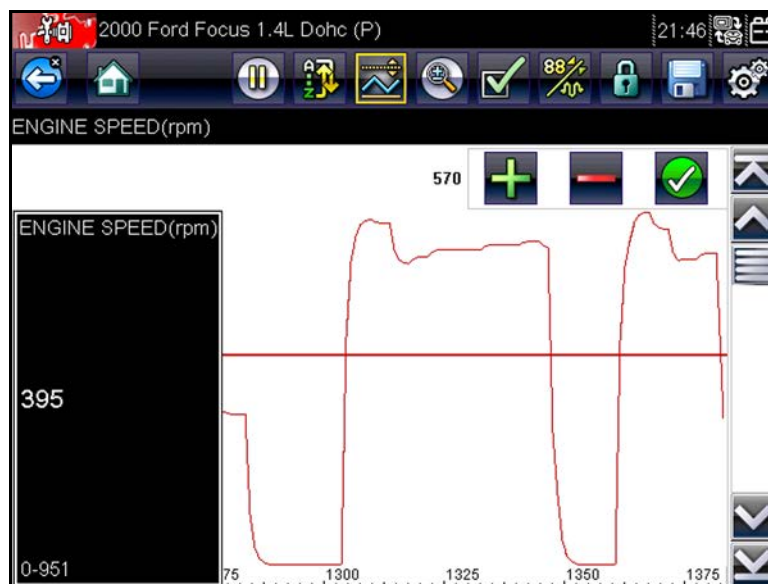 2000 Ford Focus 1.4L Dohc (P)
21:46
ENGINE SPEED(rpm)
570
ENGINE SPEED(rpm)
395
0-951
75 1300 1325 1350 1375